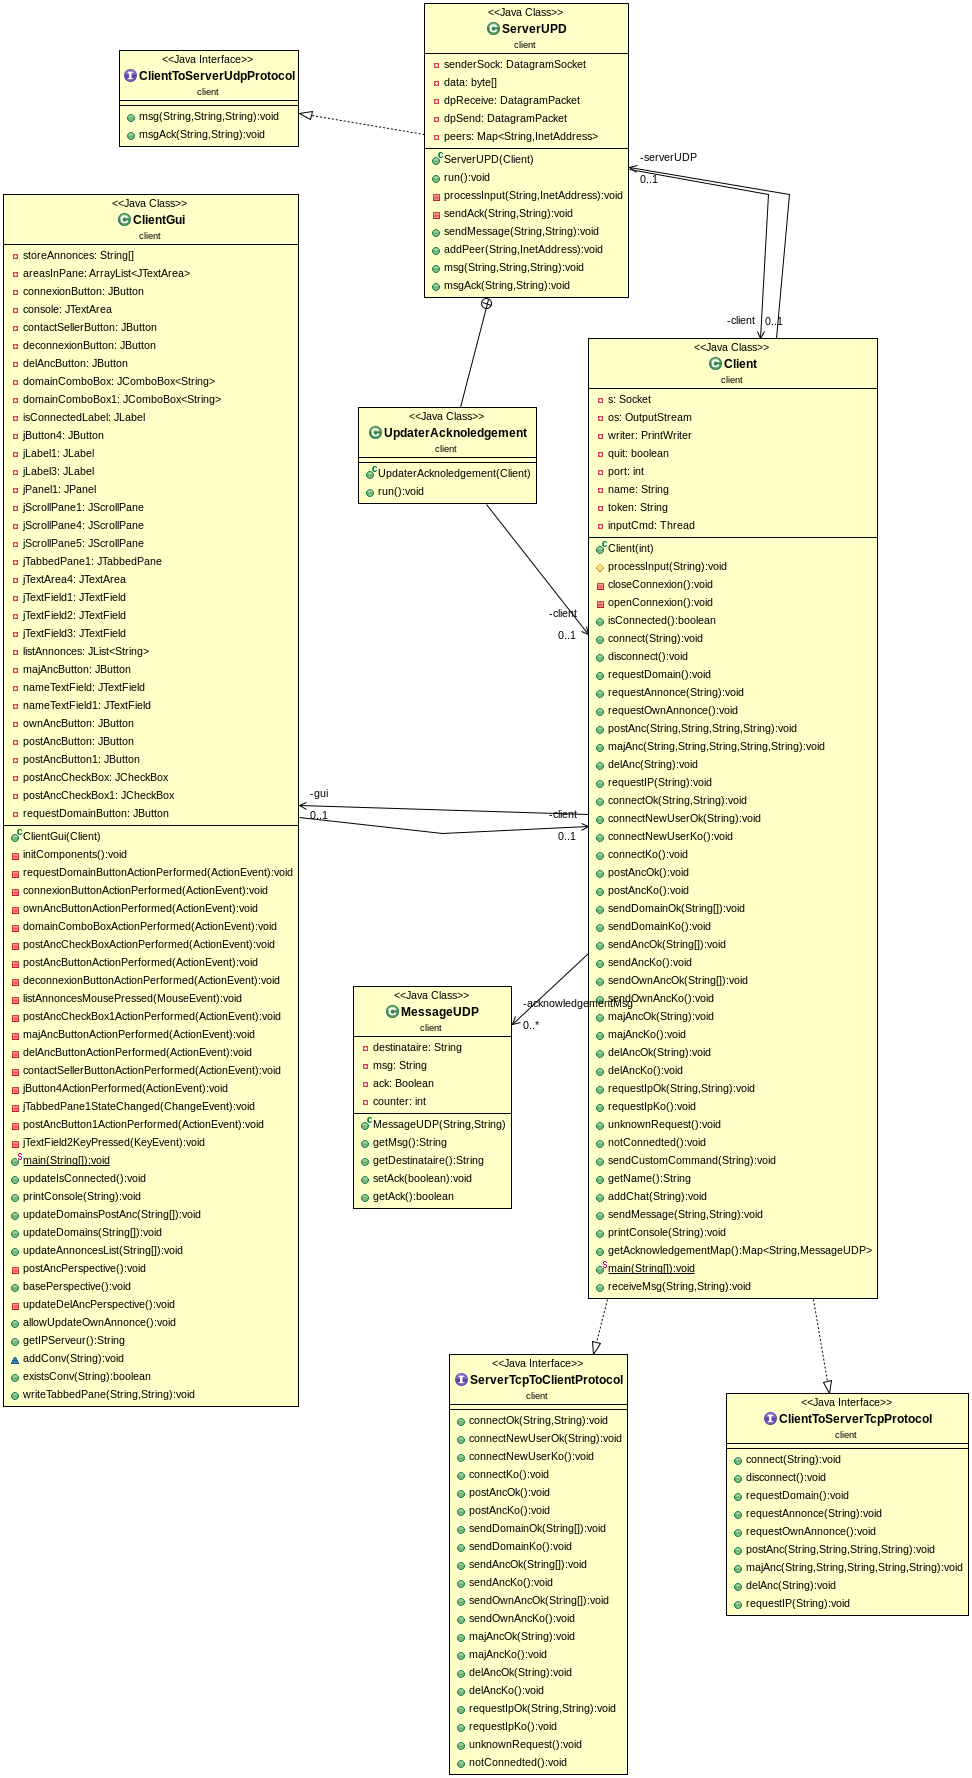 <<Java Class>>
ServerUPD
client
senderSock: DatagramSocket
data: byte[]
dpReceive: DatagramPacket
dpSend: DatagramPacket
peers: Map<String,InetAddress>
ServerUPD(Client)
run():void
processInput(String,InetAddress):void
sendAck(String,String):void
sendMessage(String,String):void
addPeer(String,InetAddress):void
msg(String,String,String):void
msgAck(String,String):void
<<Java Interface>>
ClientToServerUdpProtocol
client
msg(String,String,String):void
msgAck(String,String):void
-serverUDP
0..1
-client
0..1
<<Java Class>>
ClientGui
client
storeAnnonces: String[]
areasInPane: ArrayList<JTextArea>
connexionButton: JButton
console: JTextArea
contactSellerButton: JButton
deconnexionButton: JButton
delAncButton: JButton
domainComboBox: JComboBox<String>
domainComboBox1: JComboBox<String>
isConnectedLabel: JLabel
jButton4: JButton
jLabel1: JLabel
jLabel3: JLabel
jPanel1: JPanel
jScrollPane1: JScrollPane
jScrollPane4: JScrollPane
jScrollPane5: JScrollPane
jTabbedPane1: JTabbedPane
jTextArea4: JTextArea
jTextField1: JTextField
jTextField2: JTextField
jTextField3: JTextField
listAnnonces: JList<String>
majAncButton: JButton
nameTextField: JTextField
nameTextField1: JTextField
ownAncButton: JButton
postAncButton: JButton
postAncButton1: JButton
postAncCheckBox: JCheckBox
postAncCheckBox1: JCheckBox
requestDomainButton: JButton
ClientGui(Client)
initComponents():void
requestDomainButtonActionPerformed(ActionEvent):void
connexionButtonActionPerformed(ActionEvent):void
ownAncButtonActionPerformed(ActionEvent):void
domainComboBoxActionPerformed(ActionEvent):void
postAncCheckBoxActionPerformed(ActionEvent):void
postAncButtonActionPerformed(ActionEvent):void
deconnexionButtonActionPerformed(ActionEvent):void
listAnnoncesMousePressed(MouseEvent):void
postAncCheckBox1ActionPerformed(ActionEvent):void
majAncButtonActionPerformed(ActionEvent):void
delAncButtonActionPerformed(ActionEvent):void
contactSellerButtonActionPerformed(ActionEvent):void
jButton4ActionPerformed(ActionEvent):void
jTabbedPane1StateChanged(ChangeEvent):void
postAncButton1ActionPerformed(ActionEvent):void
jTextField2KeyPressed(KeyEvent):void
main(String[]):void
updateIsConnected():void
printConsole(String):void
updateDomainsPostAnc(String[]):void
updateDomains(String[]):void
updateAnnoncesList(String[]):void
postAncPerspective():void
basePerspective():void
updateDelAncPerspective():void
allowUpdateOwnAnnonce():void
getIPServeur():String
addConv(String):void
existsConv(String):boolean
writeTabbedPane(String,String):void
<<Java Class>>
UpdaterAcknoledgement
client
UpdaterAcknoledgement(Client)
run():void
-client
0..1
-gui
0..1
-client
0..1
<<Java Class>>
Client
client
s: Socket
os: OutputStream
writer: PrintWriter
quit: boolean
port: int
name: String
token: String
inputCmd: Thread
Client(int)
processInput(String):void
closeConnexion():void
openConnexion():void
isConnected():boolean
connect(String):void
disconnect():void
requestDomain():void
requestAnnonce(String):void
requestOwnAnnonce():void
postAnc(String,String,String,String):void
majAnc(String,String,String,String,String):void
delAnc(String):void
requestIP(String):void
connectOk(String,String):void
connectNewUserOk(String):void
connectNewUserKo():void
connectKo():void
postAncOk():void
postAncKo():void
sendDomainOk(String[]):void
sendDomainKo():void
sendAncOk(String[]):void
sendAncKo():void
sendOwnAncOk(String[]):void
sendOwnAncKo():void
majAncOk(String):void
majAncKo():void
delAncOk(String):void
delAncKo():void
requestIpOk(String,String):void
requestIpKo():void
unknownRequest():void
notConnedted():void
sendCustomCommand(String):void
getName():String
addChat(String):void
sendMessage(String,String):void
printConsole(String):void
getAcknowledgementMap():Map<String,MessageUDP>
main(String[]):void
receiveMsg(String,String):void
-acknowledgementMsg
0..*
<<Java Class>>
MessageUDP
client
destinataire: String
msg: String
ack: Boolean
counter: int
MessageUDP(String,String)
getMsg():String
getDestinataire():String
setAck(boolean):void
getAck():boolean
<<Java Interface>>
ServerTcpToClientProtocol
client
connectOk(String,String):void
connectNewUserOk(String):void
connectNewUserKo():void
connectKo():void
postAncOk():void
postAncKo():void
sendDomainOk(String[]):void
sendDomainKo():void
sendAncOk(String[]):void
sendAncKo():void
sendOwnAncOk(String[]):void
sendOwnAncKo():void
majAncOk(String):void
majAncKo():void
delAncOk(String):void
delAncKo():void
requestIpOk(String,String):void
requestIpKo():void
unknownRequest():void
notConnedted():void
<<Java Interface>>
ClientToServerTcpProtocol
client
connect(String):void
disconnect():void
requestDomain():void
requestAnnonce(String):void
requestOwnAnnonce():void
postAnc(String,String,String,String):void
majAnc(String,String,String,String,String):void
delAnc(String):void
requestIP(String):void